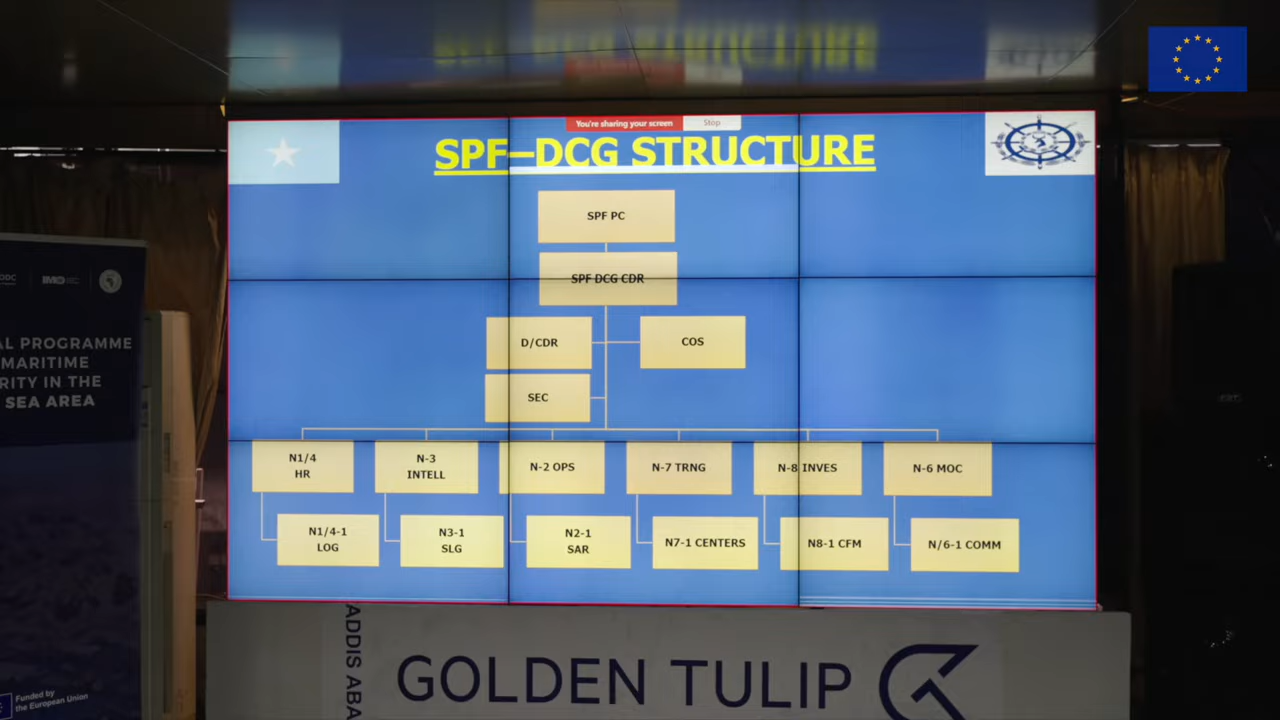 You're sharing your screen Stop
SPF–DCG STRUCTURE
SPF PC
SPF DCG CDR
D/CDR
COS
SEC
N1/4
HR
N-3
INTELL
N-2 OPS
N-7 TRNG
N-8 INVES
N-6 MOC
N1/4-1
LOG
N3-1
SLG
N2-1
SAR
N7-1 CENTERS
N8-1 CFM
N/6-1 COMM
IMO
AL PROGRAMME
MARITIME
RITY IN THE
SEA AREA
Funded by
the European Union
ADDIS ABA
GOLDEN TULIP